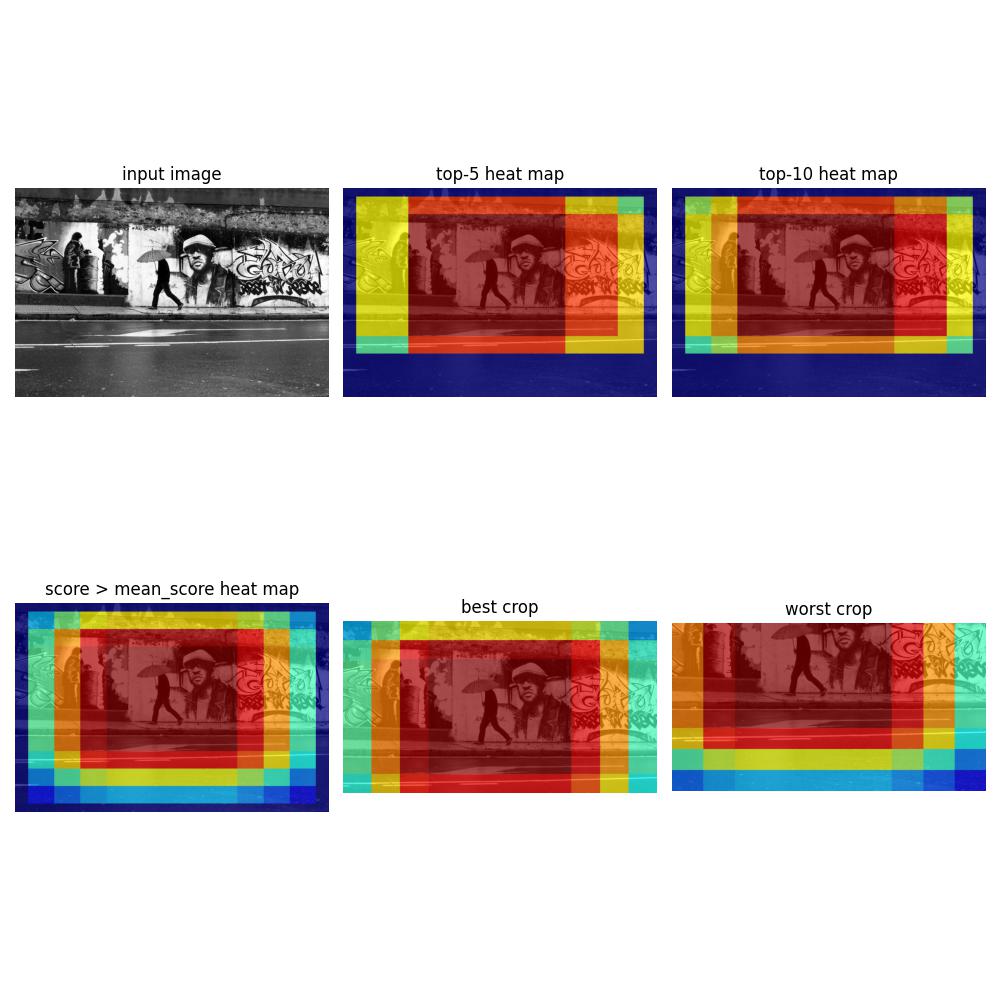 input image
top-5 heat map
top-10 heat map
score > mean_score heat map
best crop
worst crop